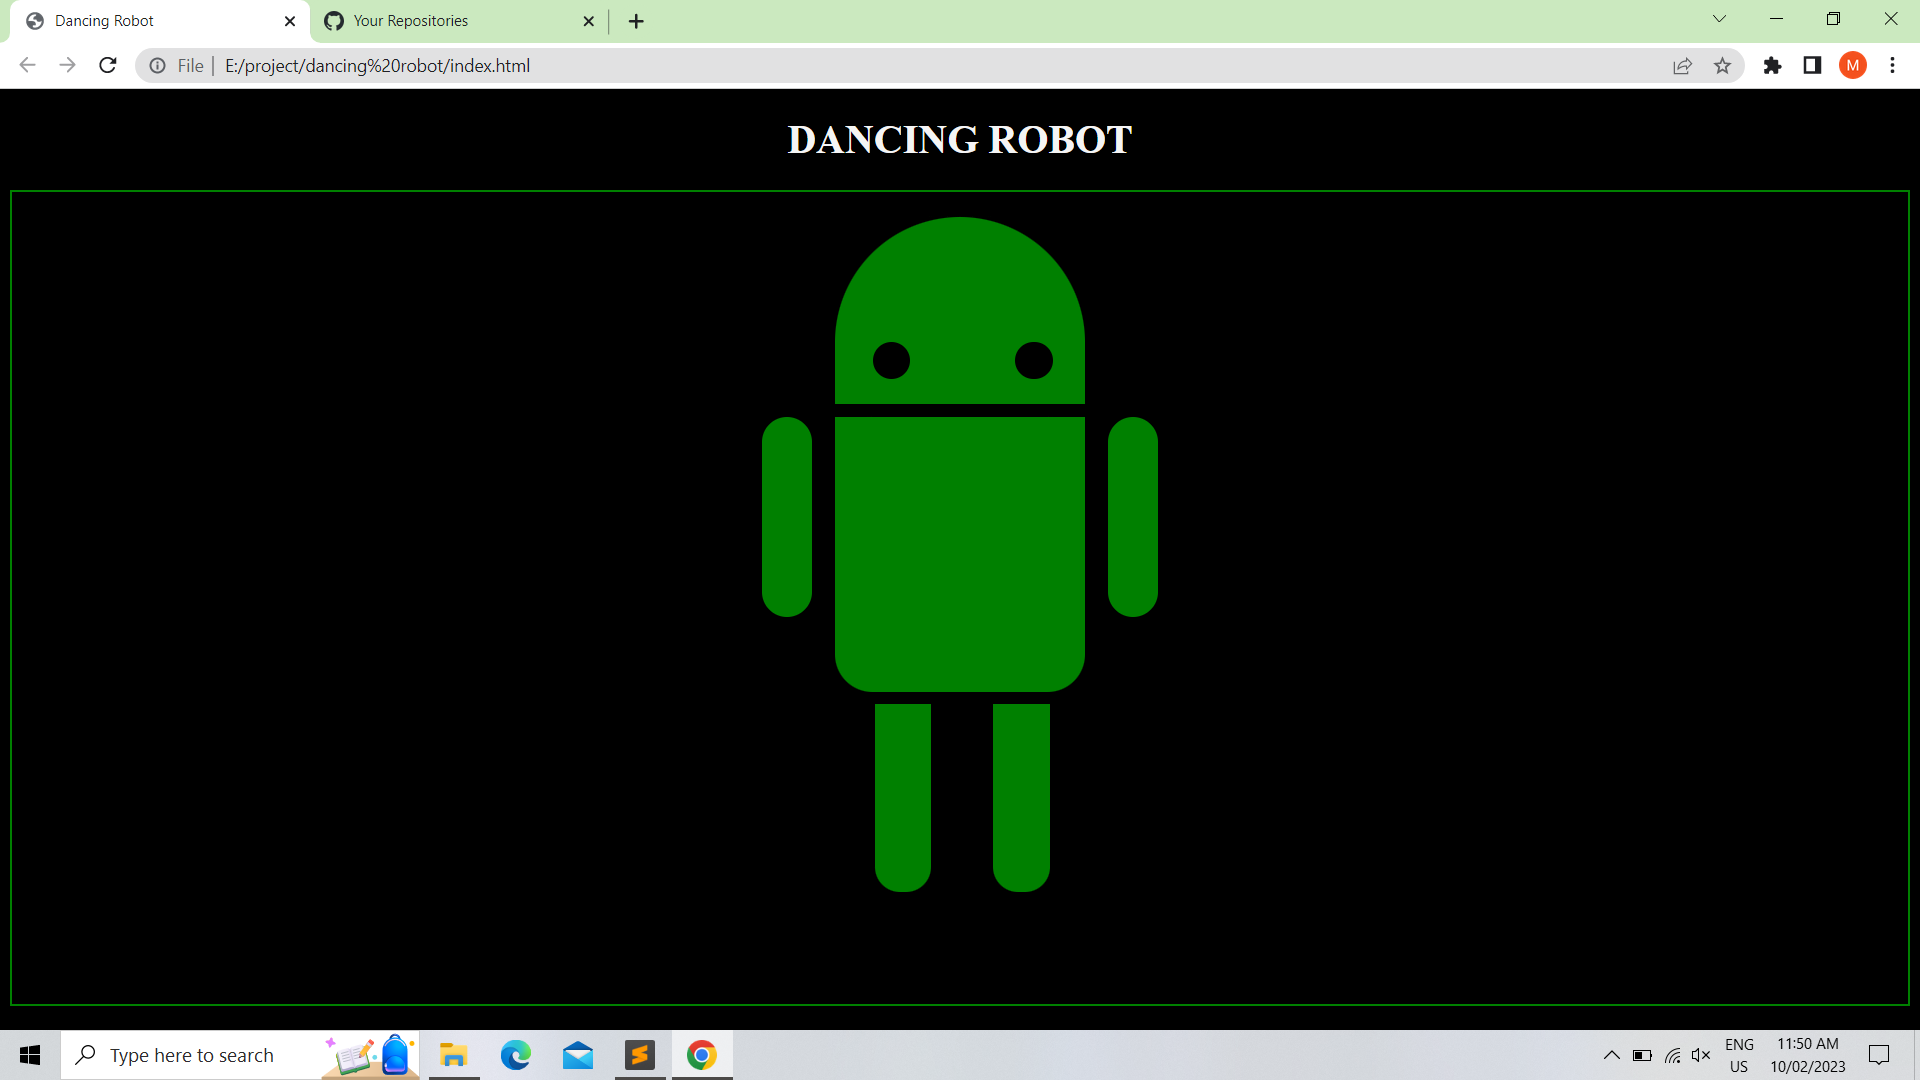 Dancing Robot
Your Repositories
File
E:/project/dancing%20robot/index.html
M
DANCING ROBOT
Type here to search
ENG
US
11:50 AM
10/02/2023